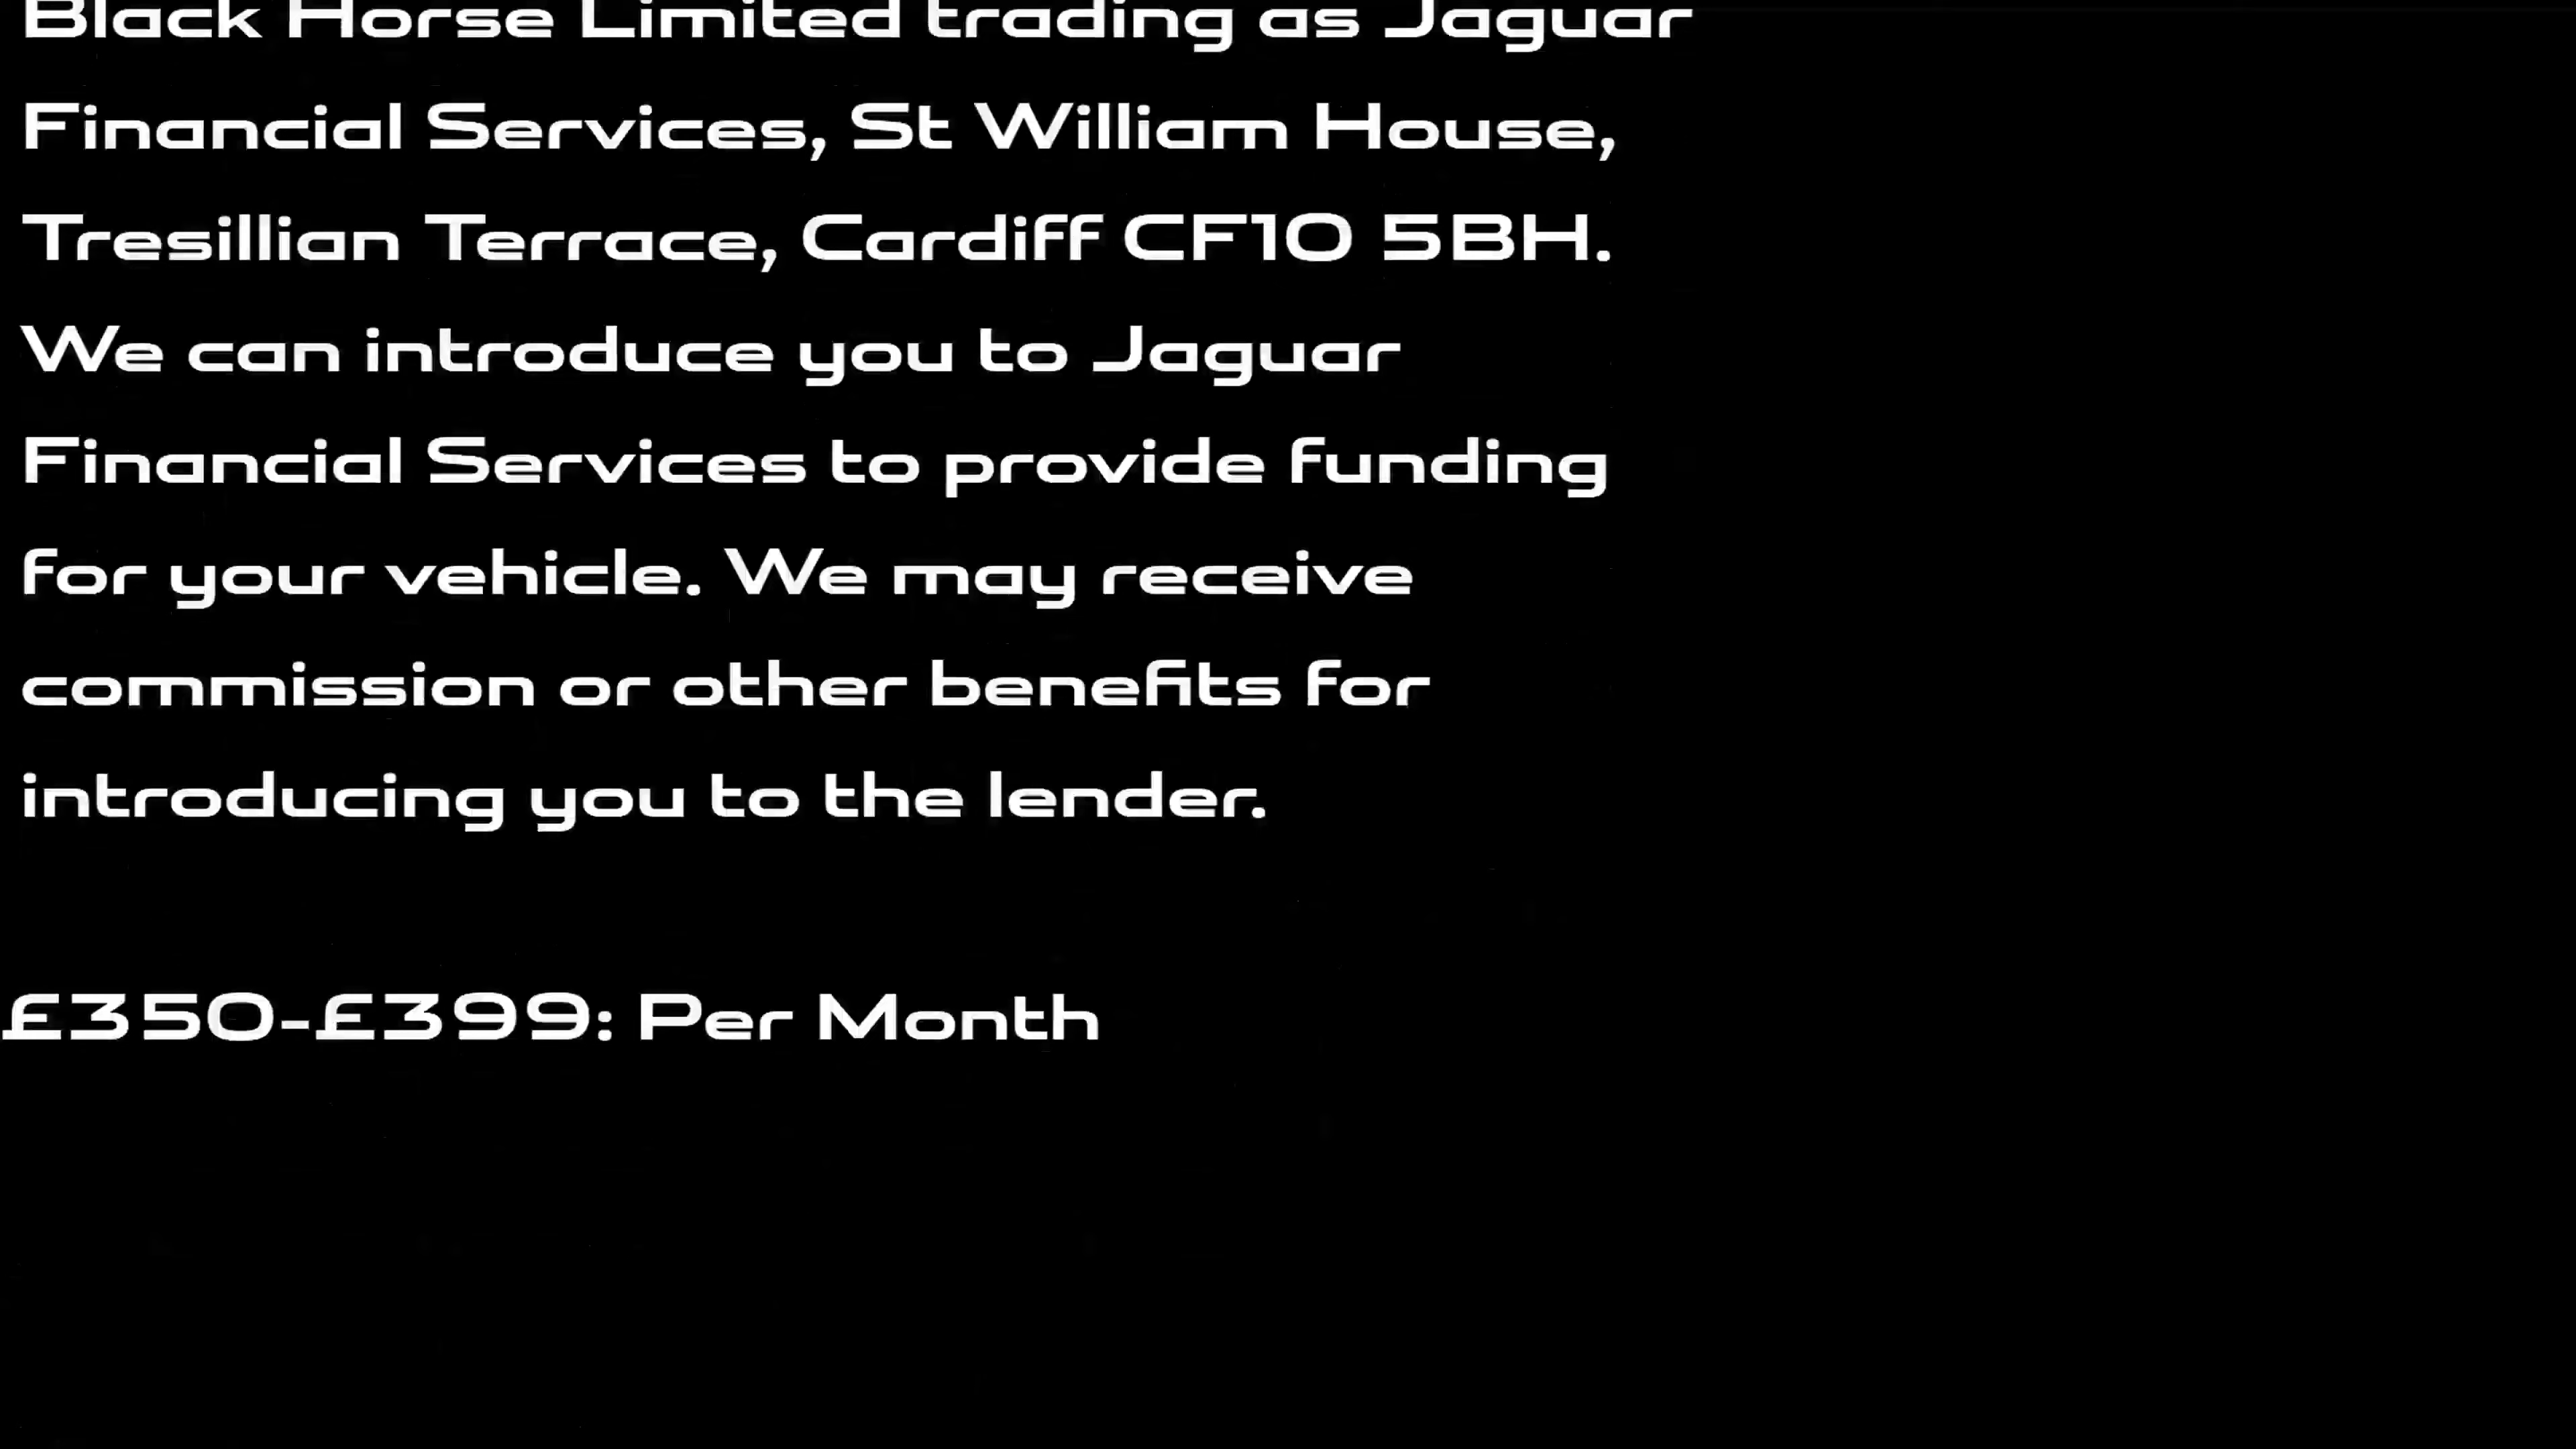 Black Horse Limited trading as Jaguar
Financial Services, St William House,
Tresillian Terrace, Cardiff CF10 5BH.
We can introduce you to Jaguar
Financial Services to provide funding
for your vehicle. We may receive
commission or other benefits for
introducing you to the lender.
£350-£399: Per Month